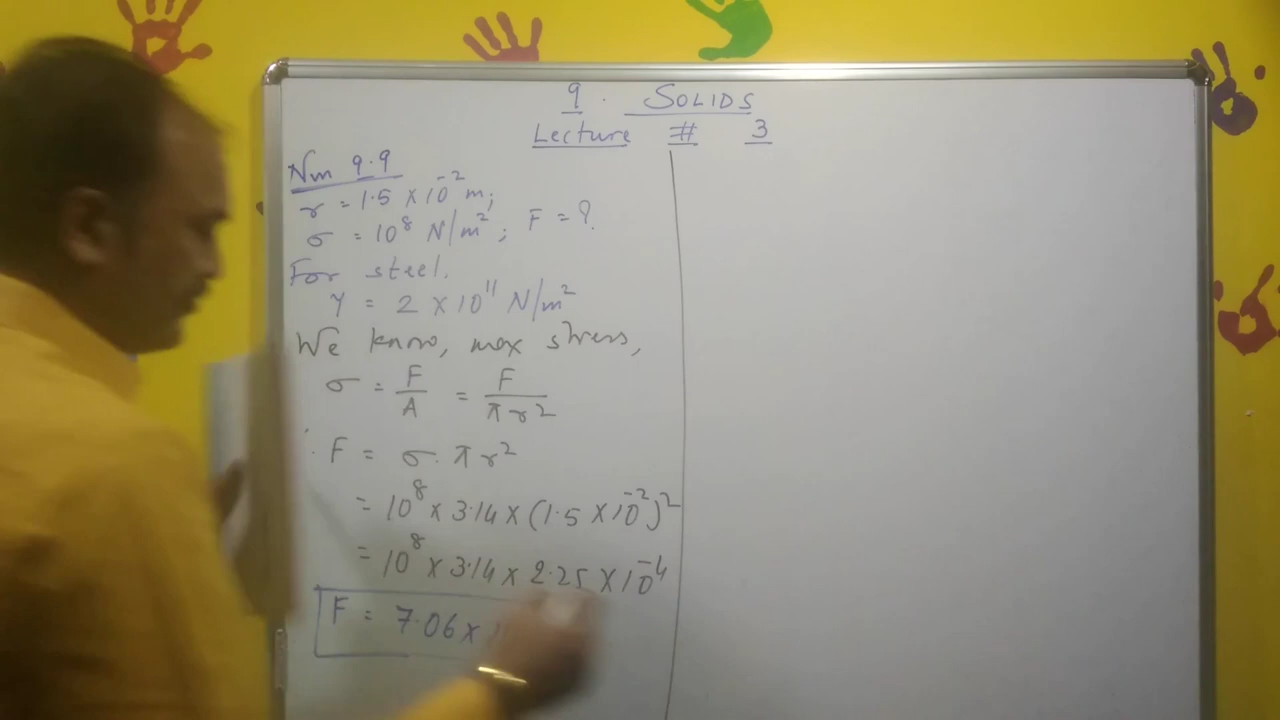 9. SOLIDS
Lecture # 3
Nm 9.9
r = 1.5 × 10⁻² m;
σ = 10⁸ N/m²; F = ?
For steel.
Y = 2 × 10¹¹ N/m²
We know, max stress,
σ = F/A = F/πr²
∴ F = σ. πr²
= 10⁸ × 3.14 × (1.5 × 10⁻²)²
= 10⁸ × 3.14 × 2.25 × 10⁻⁴
F = 7.06 ×